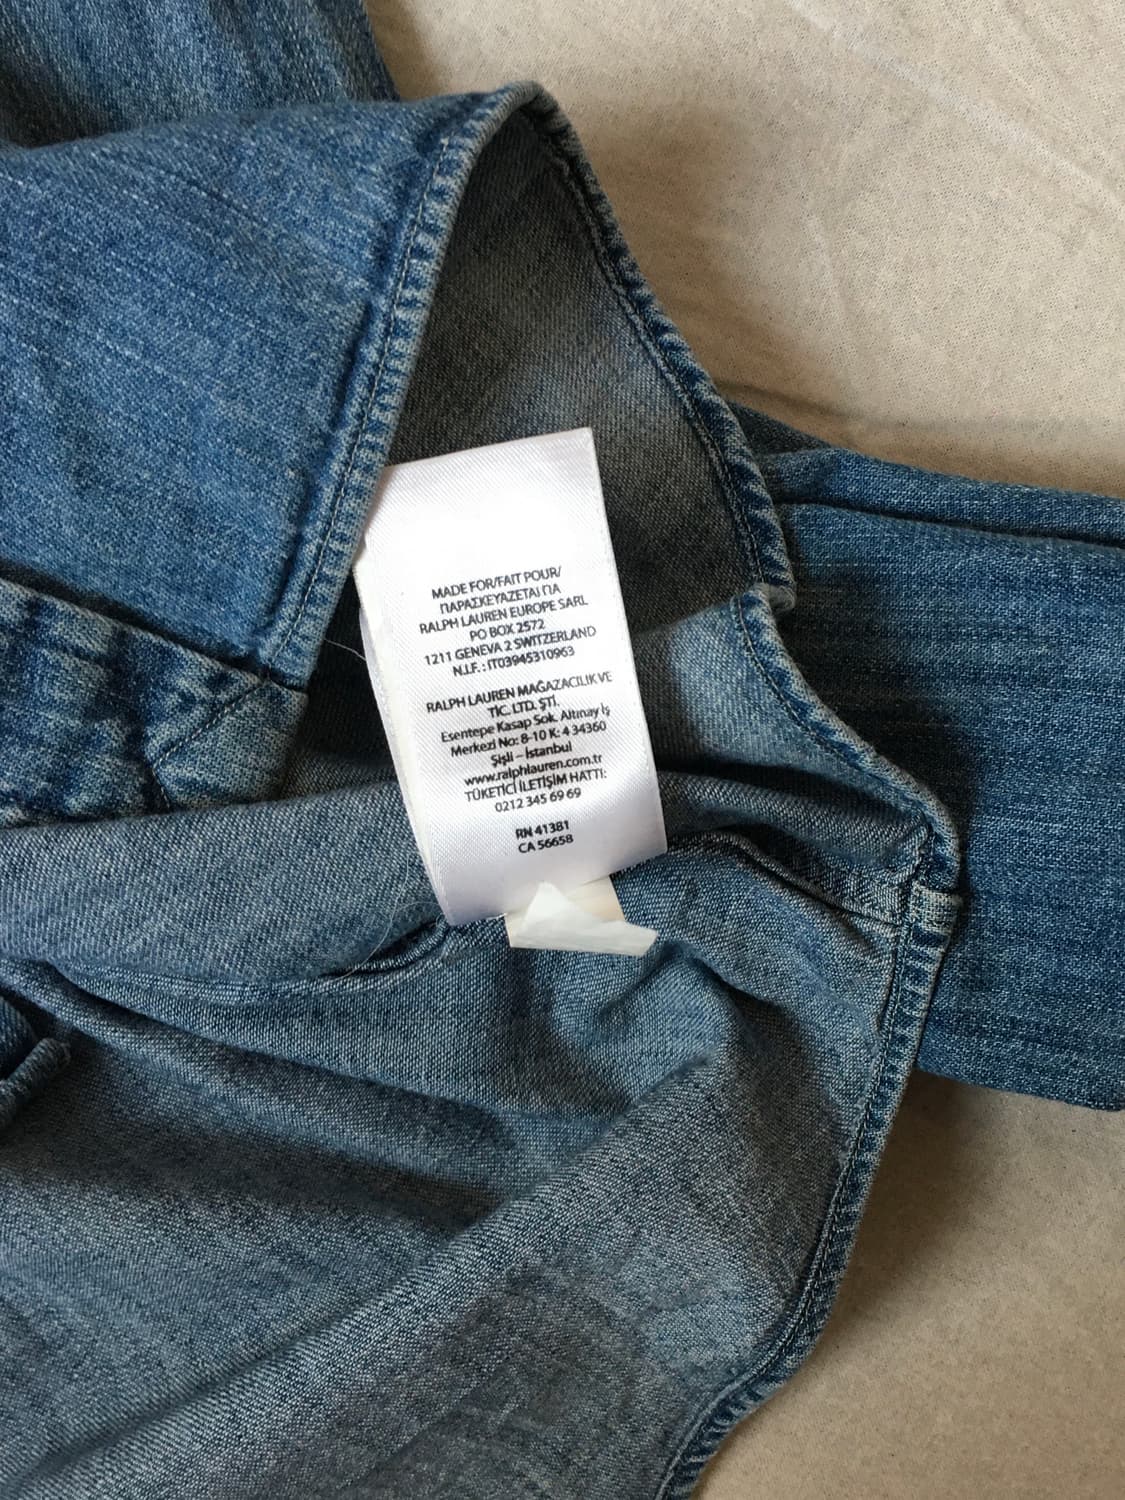 MADE FOR/FAIT POUR/
ΠΑΡΑΣΚΕΥΑΖΕΤΑΙ ΓΙΑ
RALPH LAUREN EUROPE SARL
PO BOX 2572
1211 GENEVA 2 SWITZERLAND
N.I.F. : IT03945310963
RALPH LAUREN MAĞAZACILIK VE
TİC. LTD. ŞTİ.
Esentepe Kasap Sok. Altınay İş
Merkezi No: 8-10 K: 4 34360
Şişli – İstanbul
www.ralphlauren.com.tr
TÜKETİCİ İLETİŞİM HATTI:
0212 345 69 69
RN 41381
CA 56658